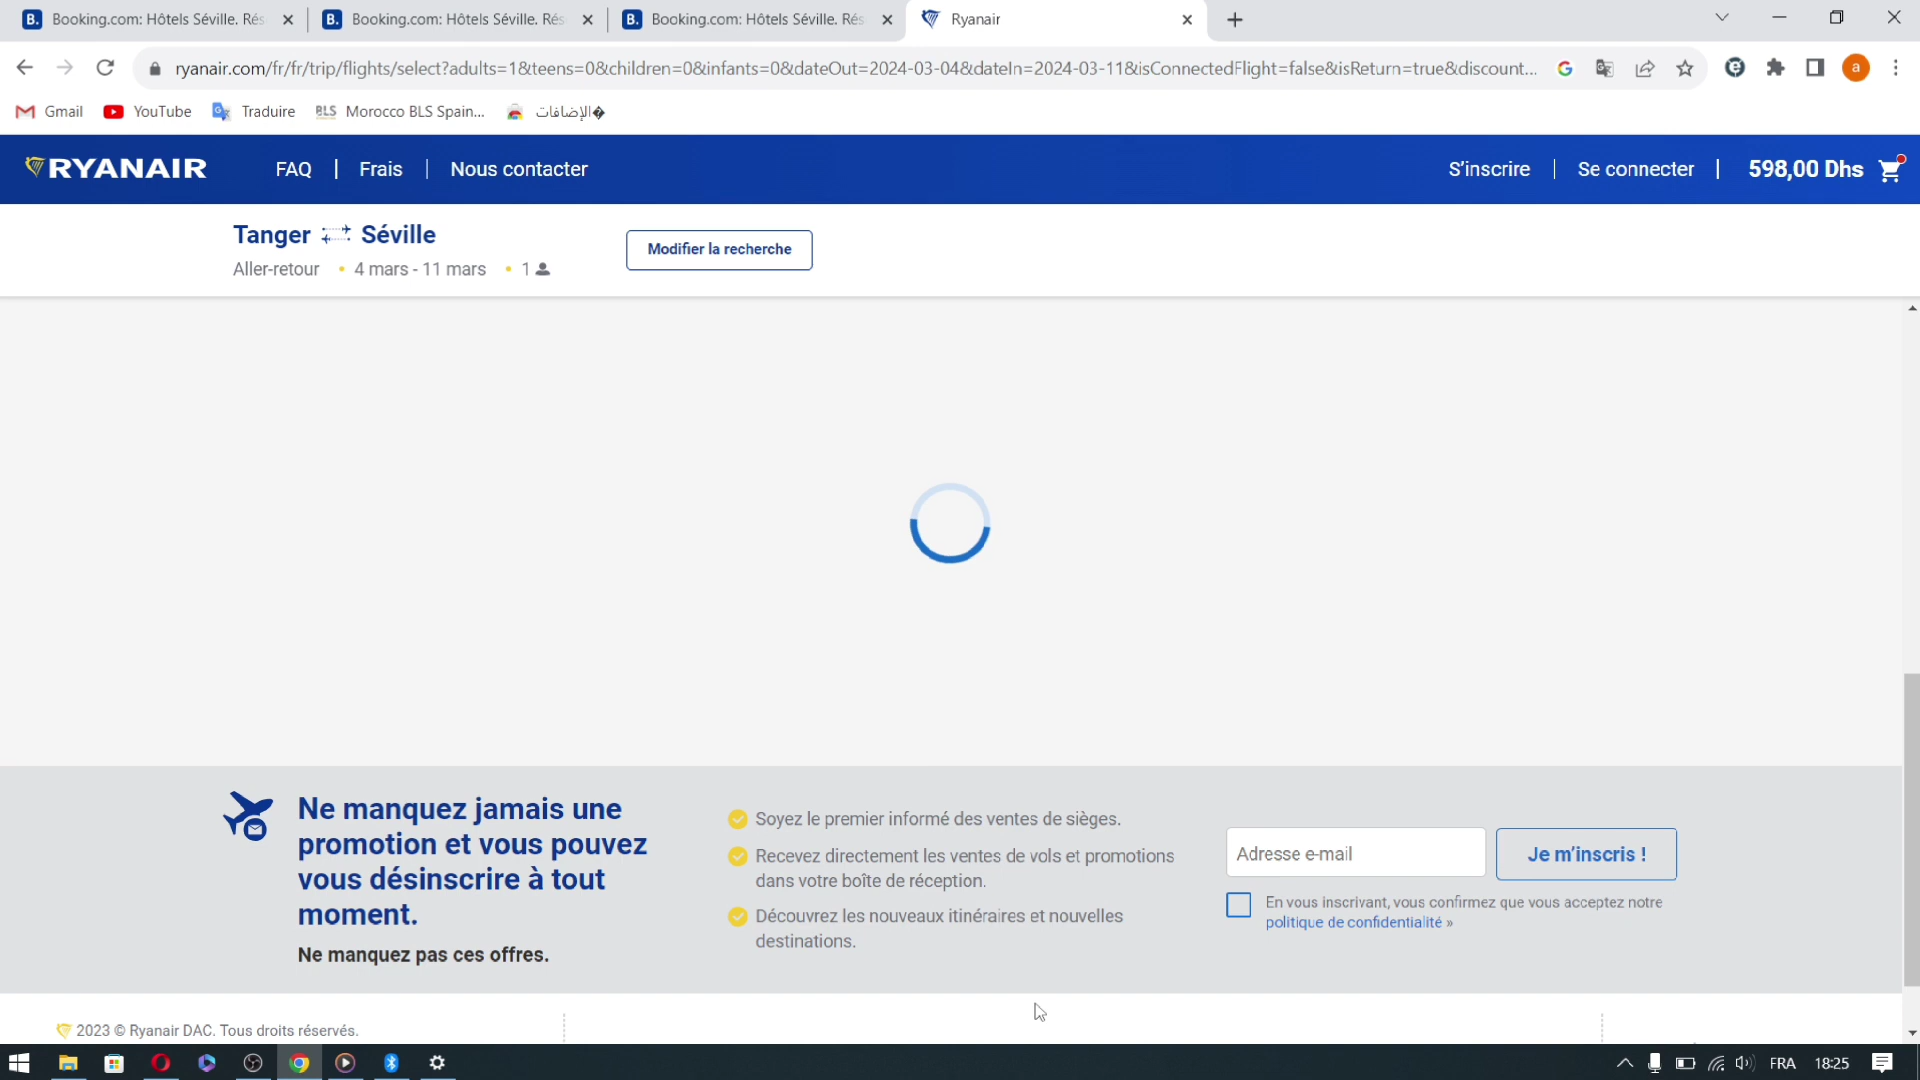 Booking.com: Hôtels Séville. Rés
Booking.com: Hôtels Séville. Rés
Booking.com: Hôtels Séville. Rés
Ryanair
ryanair.com/fr/fr/trip/flights/select?adults=1&teens=0&children=0&infants=0&dateOut=2024-03-04&dateIn=2024-03-11&isConnectedFlight=false&isReturn=true&discount...
Gmail
YouTube
Traduire
BLS Morocco BLS Spain...
الإضافات�
RYANAIR
FAQ
Frais
Nous contacter
S'inscrire
Se connecter
598,00 Dhs
Tanger Séville
Aller-retour • 4 mars - 11 mars • 1
Modifier la recherche
Ne manquez jamais une
promotion et vous pouvez
vous désinscrire à tout
moment.
Ne manquez pas ces offres.
Soyez le premier informé des ventes de sièges.
Recevez directement les ventes de vols et promotions
dans votre boîte de réception.
Découvrez les nouveaux itinéraires et nouvelles
destinations.
Adresse e-mail
Je m'inscris !
En vous inscrivant, vous confirmez que vous acceptez notre
politique de confidentialité »
2023 © Ryanair DAC. Tous droits réservés.
FRA
18:25